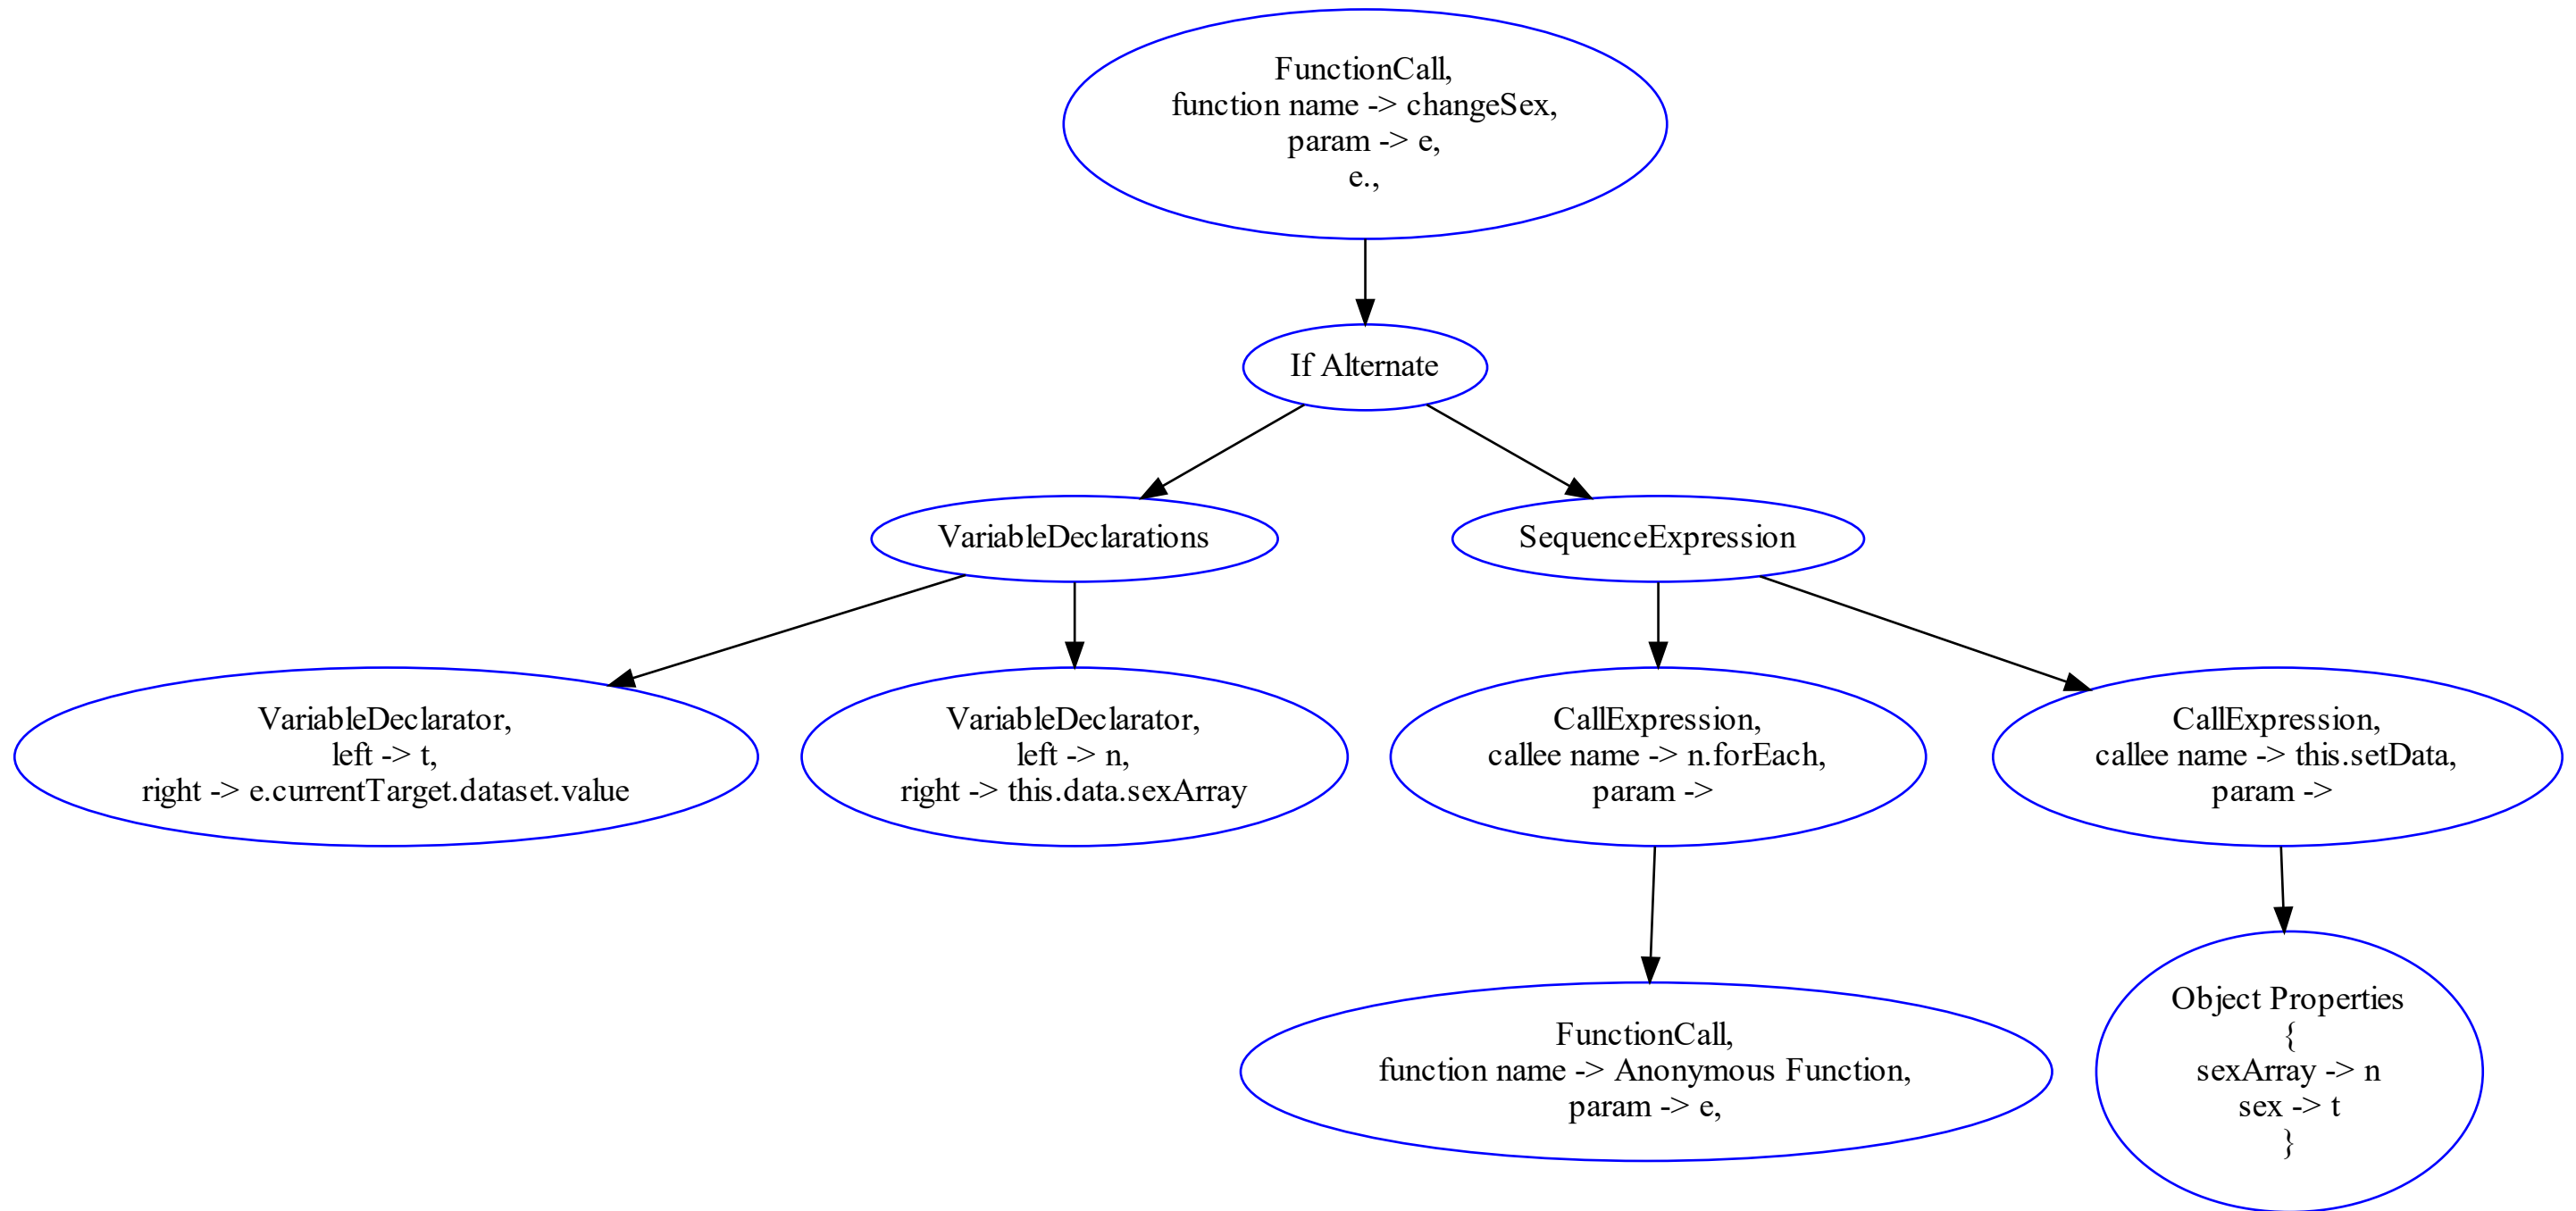 FunctionCall,
function name -> changeSex,
param -> e,
e.,
If Alternate
VariableDeclarations
SequenceExpression
VariableDeclarator,
left -> t,
right -> e.currentTarget.dataset.value
VariableDeclarator,
left -> n,
right -> this.data.sexArray
CallExpression,
callee name -> n.forEach,
param ->
CallExpression,
callee name -> this.setData,
param ->
FunctionCall,
function name -> Anonymous Function,
param -> e,
Object Properties
{
sexArray -> n
sex -> t
}